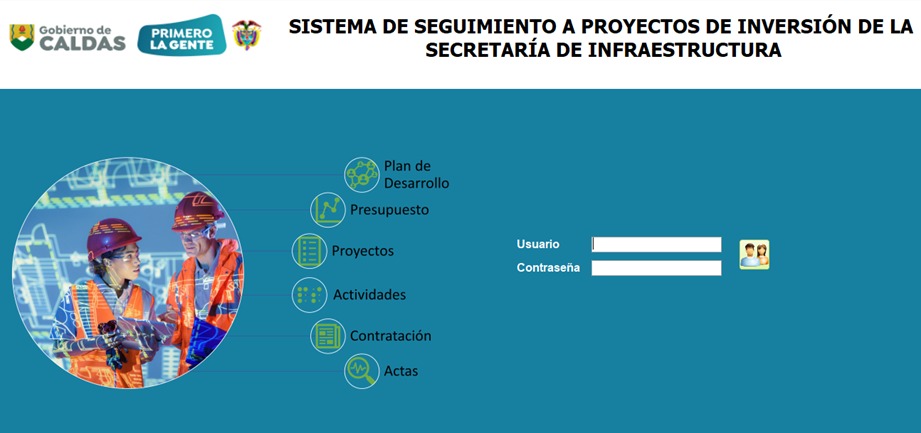 Gobierno de
CALDAS
PRIMERO
LA GENTE
SISTEMA DE SEGUIMIENTO A PROYECTOS DE INVERSIÓN DE LA
SECRETARÍA DE INFRAESTRUCTURA
Plan de
Desarrollo
Presupuesto
Proyectos
Actividades
Contratación
Actas
Usuario
Contraseña